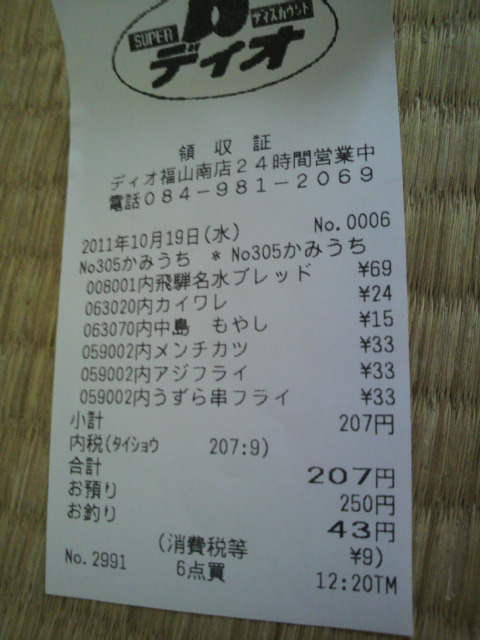 SUPER D ディスカウント
ディオ
領収証
ディオ福山南店24時間営業中
電話084-981-2069
2011年10月19日(水) No.0006
No305かみうち * No305かみうち
008001内飛騨名水ブレッド ¥69
063020内カイワレ ¥24
063070内中島 もやし ¥15
059002内メンチカツ ¥33
059002内アジフライ ¥33
059002内うずら串フライ ¥33
小計 207円
内税(タイショウ 207:9)
合計 207円
お預り 250円
お釣り 43円
(消費税等 ¥9)
No.2991 6点買 12:20TM